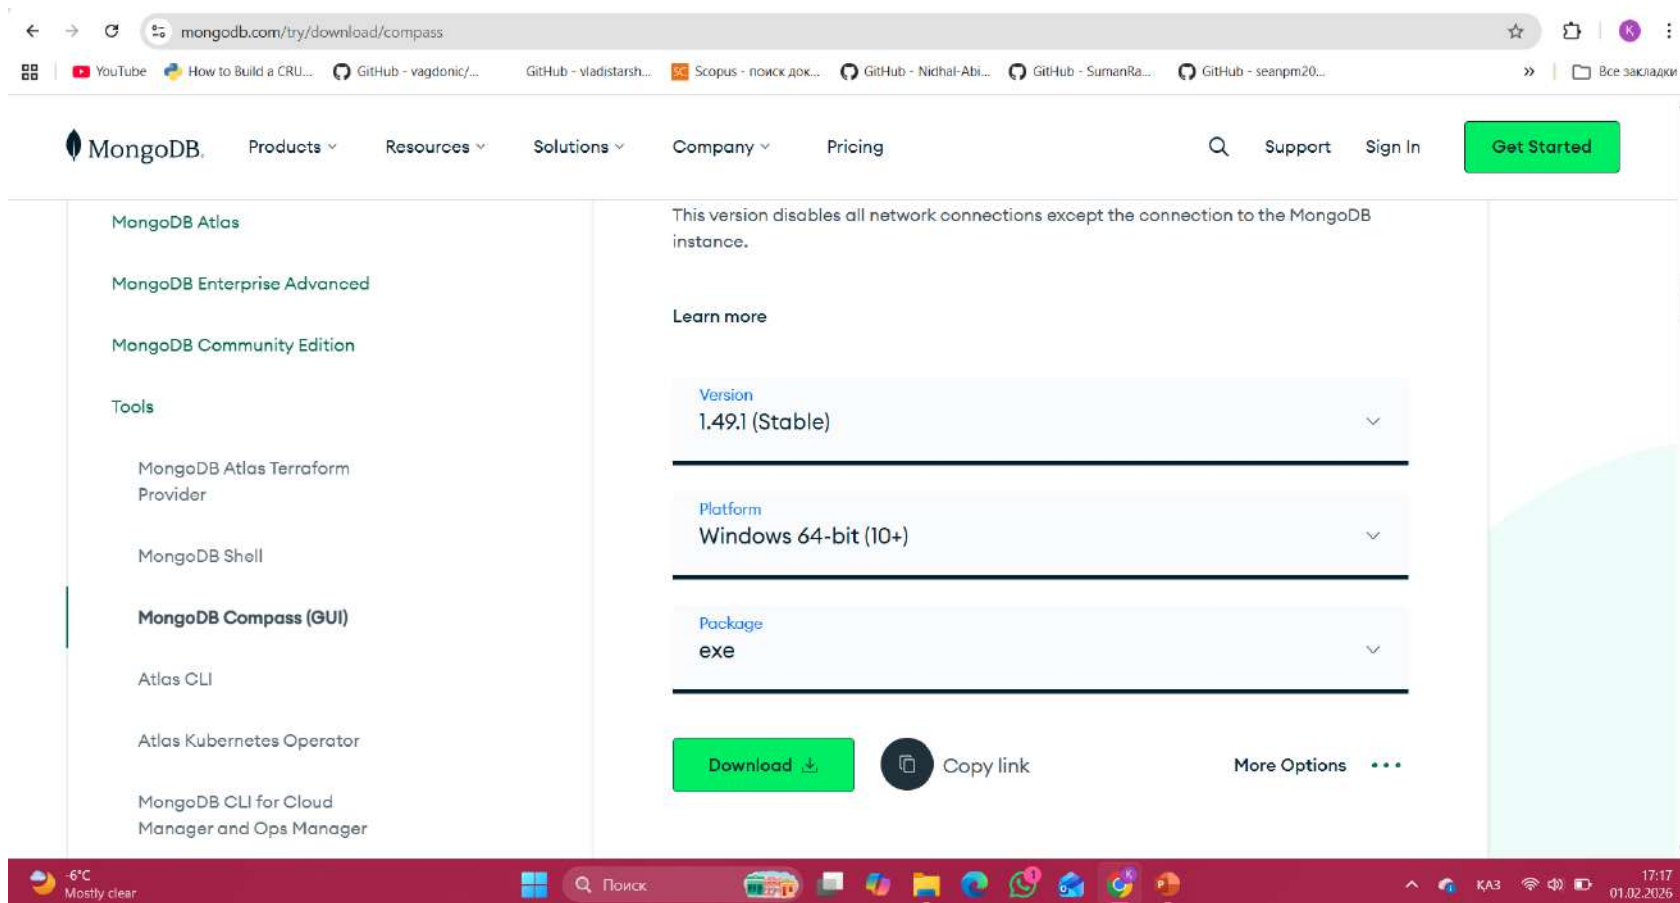 mongodb.com/try/download/compass
K
YouTube
How to Build a CRU...
GitHub - vagdonic/...
GitHub - vladistarsh...
SC
Scopus - поиск док...
GitHub - Nidhal-Abi...
GitHub - SumanRa...
GitHub - seanpm20...
»
Все закладки
MongoDB.
Products
Resources
Solutions
Company
Pricing
Support
Sign In
Get Started
MongoDB Atlas
MongoDB Enterprise Advanced
MongoDB Community Edition
Tools
MongoDB Atlas Terraform
Provider
MongoDB Shell
MongoDB Compass (GUI)
Atlas CLI
Atlas Kubernetes Operator
MongoDB CLI for Cloud
Manager and Ops Manager
This version disables all network connections except the connection to the MongoDB
instance.
Learn more
Version
1.49.1 (Stable)
Platform
Windows 64-bit (10+)
Package
exe
Download
Copy link
More Options
-6°C
Mostly clear
Поиск
ҚАЗ
17:17
01.02.2026